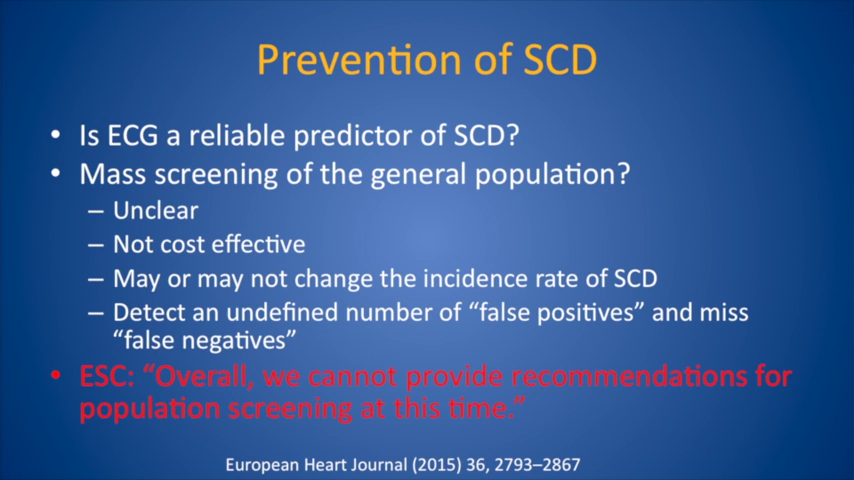 Prevention of SCD
• Is ECG a reliable predictor of SCD?
• Mass screening of the general population?
– Unclear
– Not cost effective
– May or may not change the incidence rate of SCD
– Detect an undefined number of “false positives” and miss
“false negatives”
• ESC: “Overall, we cannot provide recommendations for
population screening at this time.”
European Heart Journal (2015) 36, 2793–2867